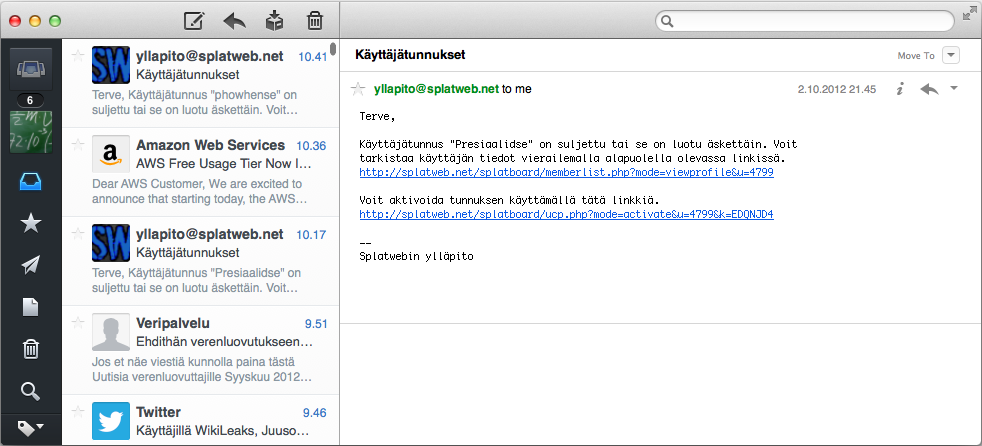 6
yllapito@splatweb.net 10.41
Käyttäjätunnukset
Terve, Käyttäjätunnus "phowhense" on
suljettu tai se on luotu äskettäin. Voit…
Amazon Web Services 10.36
AWS Free Usage Tier Now I…
Dear AWS Customer, We are excited to
announce that starting today, the AWS…
yllapito@splatweb.net 10.17
Käyttäjätunnukset
Terve, Käyttäjätunnus "Presiaalidse" on
suljettu tai se on luotu äskettäin. Voit…
Veripalvelu 9.51
Ehdithän verenluovutukseen…
Jos et näe viestiä kunnolla paina tästä
Uutisia verenluovuttajille Syyskuu 2012…
Twitter 9.46
Käyttäjillä WikiLeaks, Juuso…
Käyttäjätunnukset
Move To
yllapito@splatweb.net to me
2.10.2012 21.45
Terve,
Käyttäjätunnus "Presiaalidse" on suljettu tai se on luotu äskettäin. Voit
tarkistaa käyttäjän tiedot vierailemalla alapuolella olevassa linkissä.
http://splatweb.net/splatboard/memberlist.php?mode=viewprofile&u=4799
Voit aktivoida tunnuksen käyttämällä tätä linkkiä.
http://splatweb.net/splatboard/ucp.php?mode=activate&u=4799&k=EDQNJD4
--
Splatwebin ylläpito